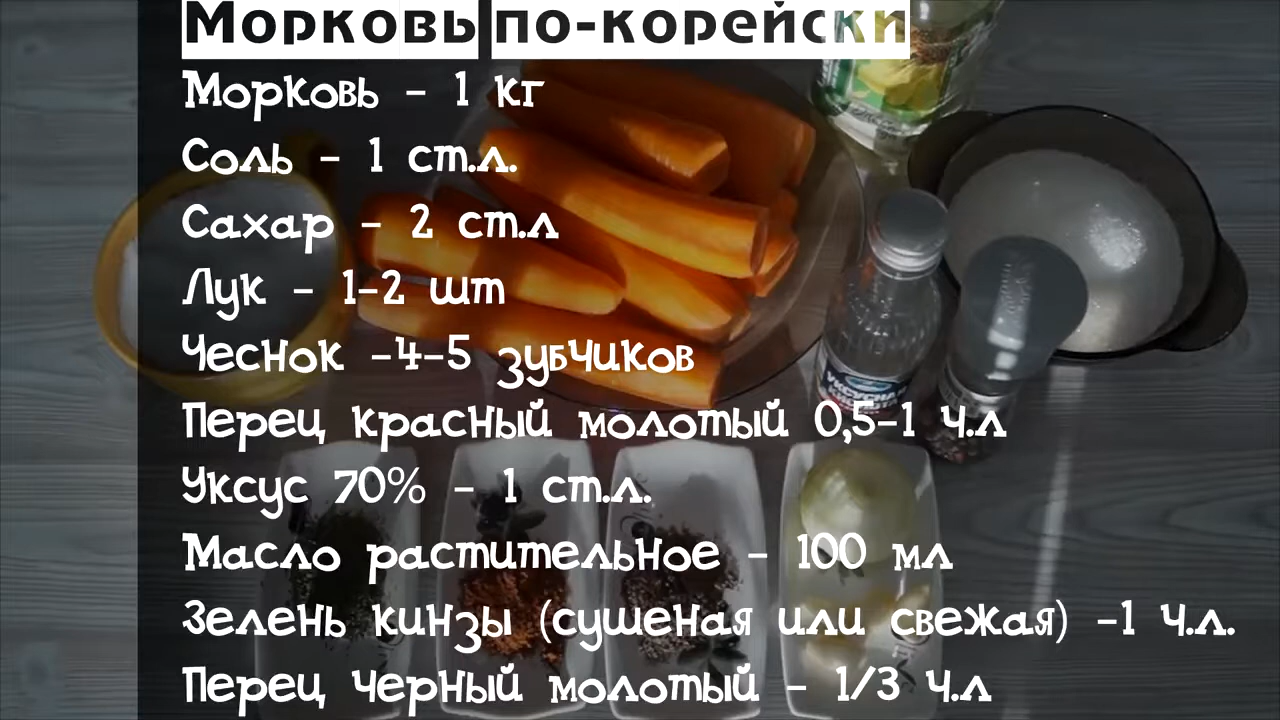 Морковь по-корейски
Морковь - 1 кг
Соль - 1 ст.л.
Сахар - 2 ст.л
Лук - 1-2 шт
Чеснок -4-5 зубчиков
Перец красный молотый 0,5-1 ч.л
Уксус 70% - 1 ст.л.
Масло растительное - 100 мл
Зелень кинзы (сушеная или свежая) -1 ч.л.
Перец черный молотый - 1/3 ч.л